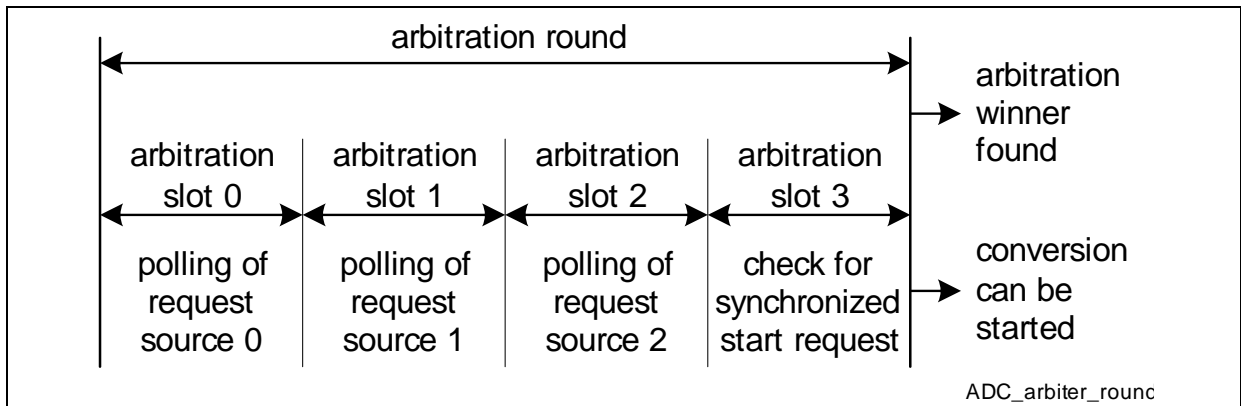 arbitration round
arbitration
winner
found
arbitration
slot 0
arbitration
slot 1
arbitration
slot 2
arbitration
slot 3
polling of
request
source 0
polling of
request
source 1
polling of
request
source 2
check for
synchronized
start request
conversion
can be
started
ADC_arbiter_round